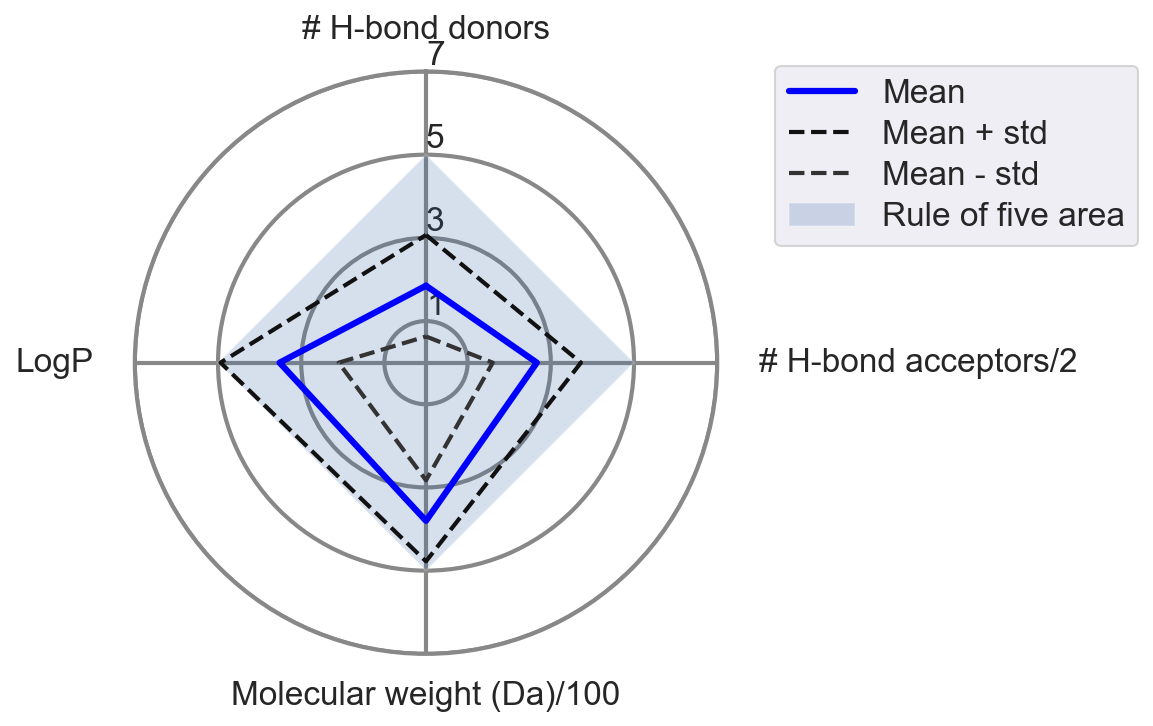 # H-bond donors
7
5
3
1
LogP
# H-bond acceptors/2
Molecular weight (Da)/100
Mean
Mean + std
Mean - std
Rule of five area